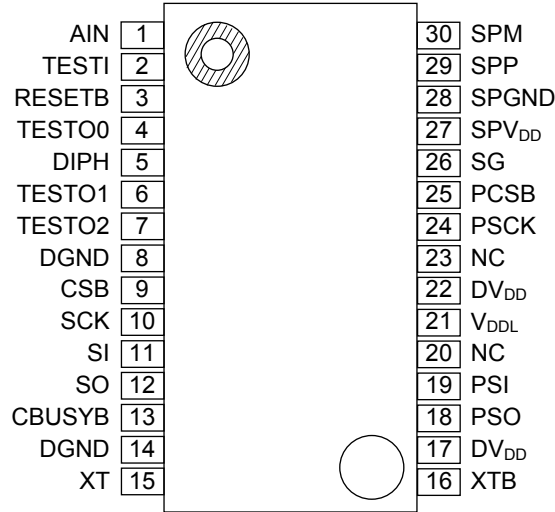 AIN 1 30 SPM
TESTI 2 29 SPP
RESETB 3 28 SPGND
TESTO0 4 27 SPVDD
DIPH 5 26 SG
TESTO1 6 25 PCSB
TESTO2 7 24 PSCK
DGND 8 23 NC
CSB 9 22 DVDD
SCK 10 21 VDDL
SI 11 20 NC
SO 12 19 PSI
CBUSYB 13 18 PSO
DGND 14 17 DVDD
XT 15 16 XTB